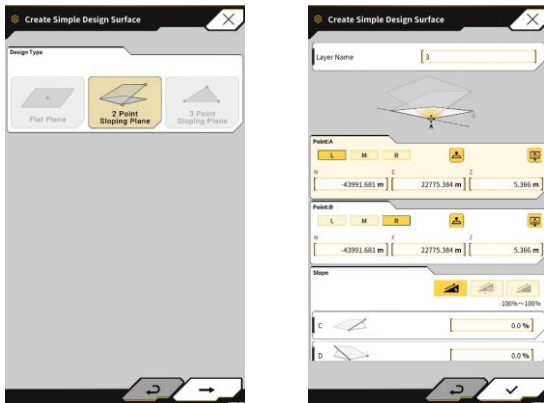 Create Simple Design Surface
Design Type
Flat Plane
2 Point
Sloping Plane
3 Point
Sloping Plane
Create Simple Design Surface
Layer Name
3
A
Point:A
L M R
N E Z
-43991.681 m 22775.384 m 5.366 m
Point:B
L M R
N E Z
-43991.681 m 22775.384 m 5.366 m
Slope
-100%~100%
C 0.0 %
D 0.0 %